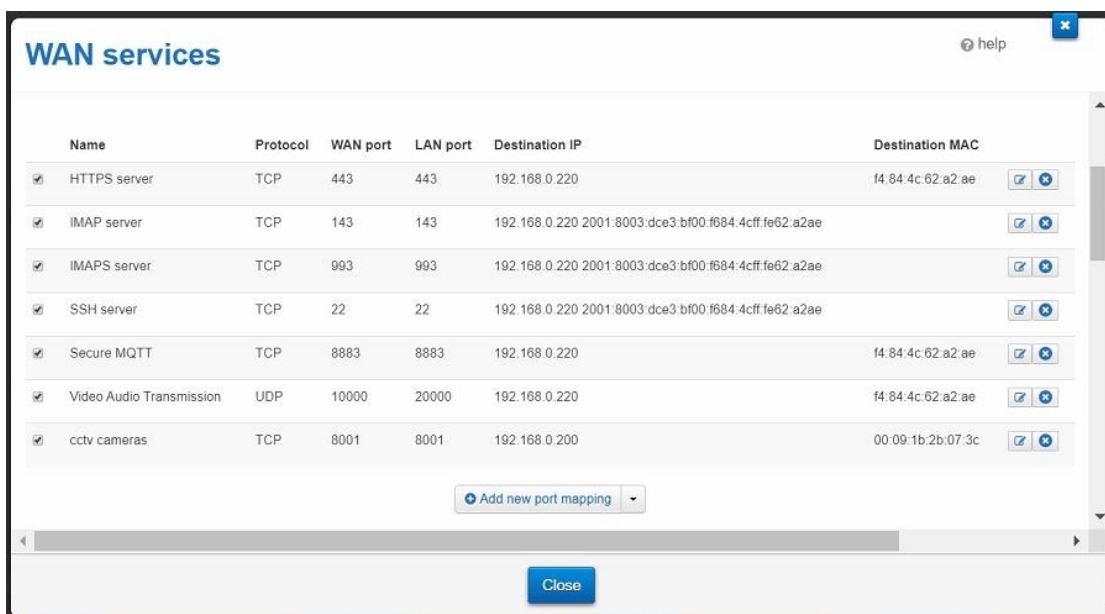 WAN services
help
Name Protocol WAN port LAN port Destination IP Destination MAC
HTTPS server TCP 443 443 192.168.0.220 f4:84:4c:62:a2:ae
IMAP server TCP 143 143 192.168.0.220 2001:8003:dce3:bf00:f684:4cff:fe62:a2ae
IMAPS server TCP 993 993 192.168.0.220 2001:8003:dce3:bf00:f684:4cff:fe62:a2ae
SSH server TCP 22 22 192.168.0.220 2001:8003:dce3:bf00:f684:4cff:fe62:a2ae
Secure MQTT TCP 8883 8883 192.168.0.220 f4:84:4c:62:a2:ae
Video Audio Transmission UDP 10000 20000 192.168.0.220 f4:84:4c:62:a2:ae
cctv cameras TCP 8001 8001 192.168.0.200 00:09:1b:2b:07:3c
Add new port mapping
Close